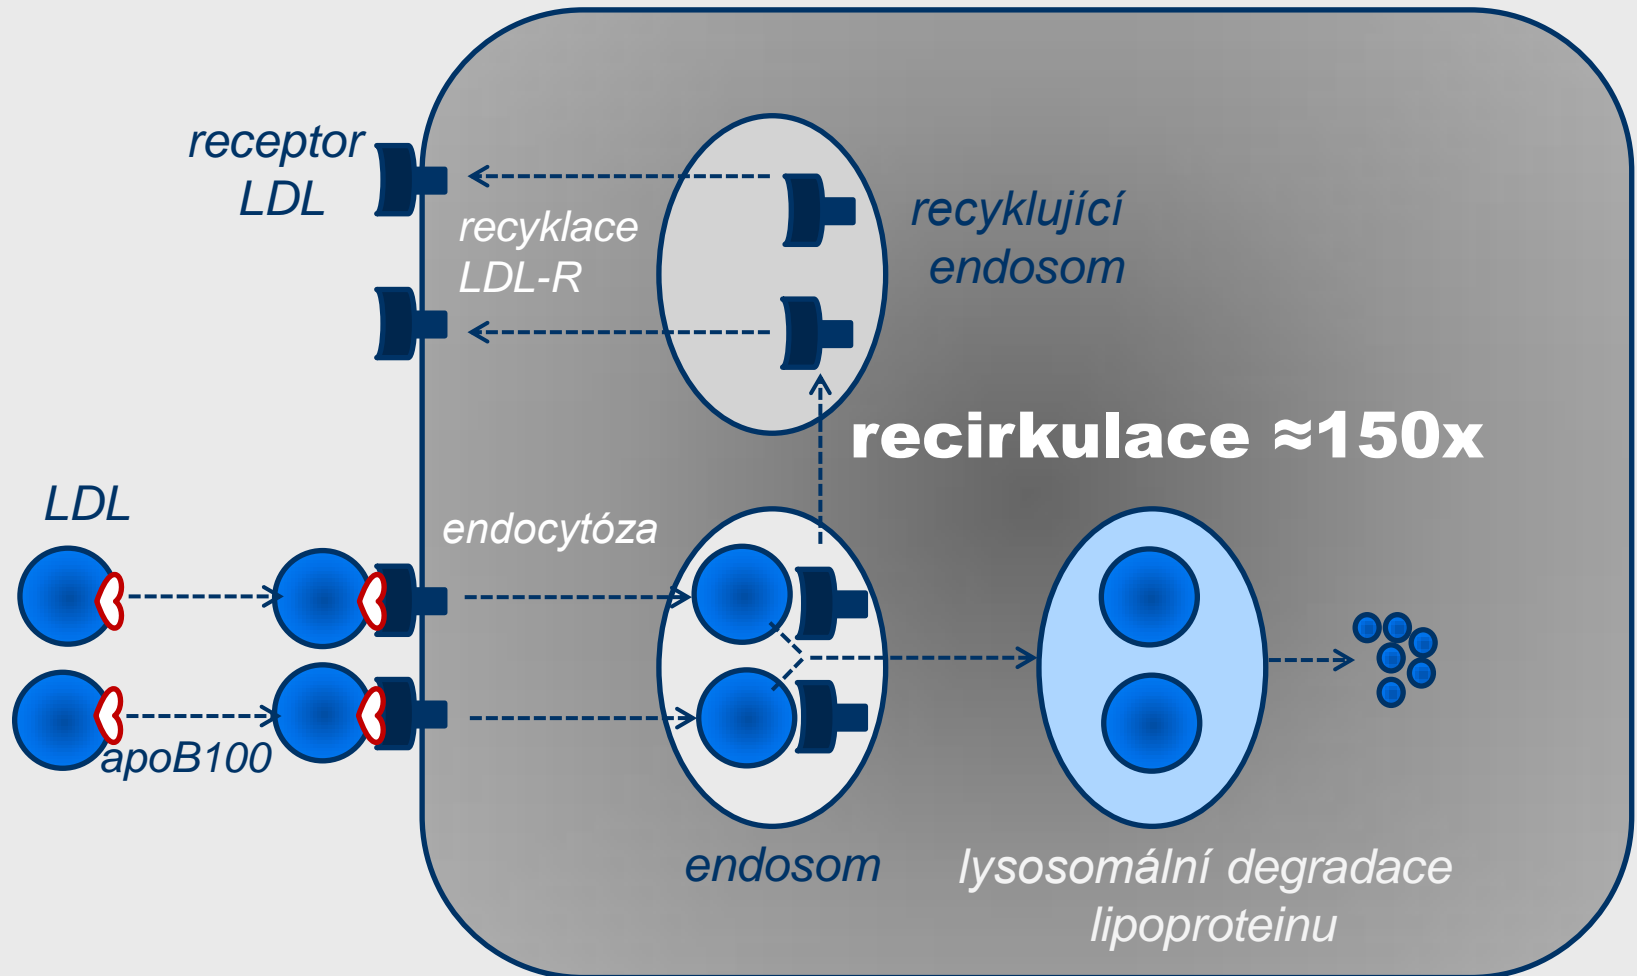 receptor
LDL
recyklace
LDL-R
recyklující
endosom
recirkulace ≈150x
LDL
endocytóza
apoB100
endosom
lysosomální degradace
lipoproteinu